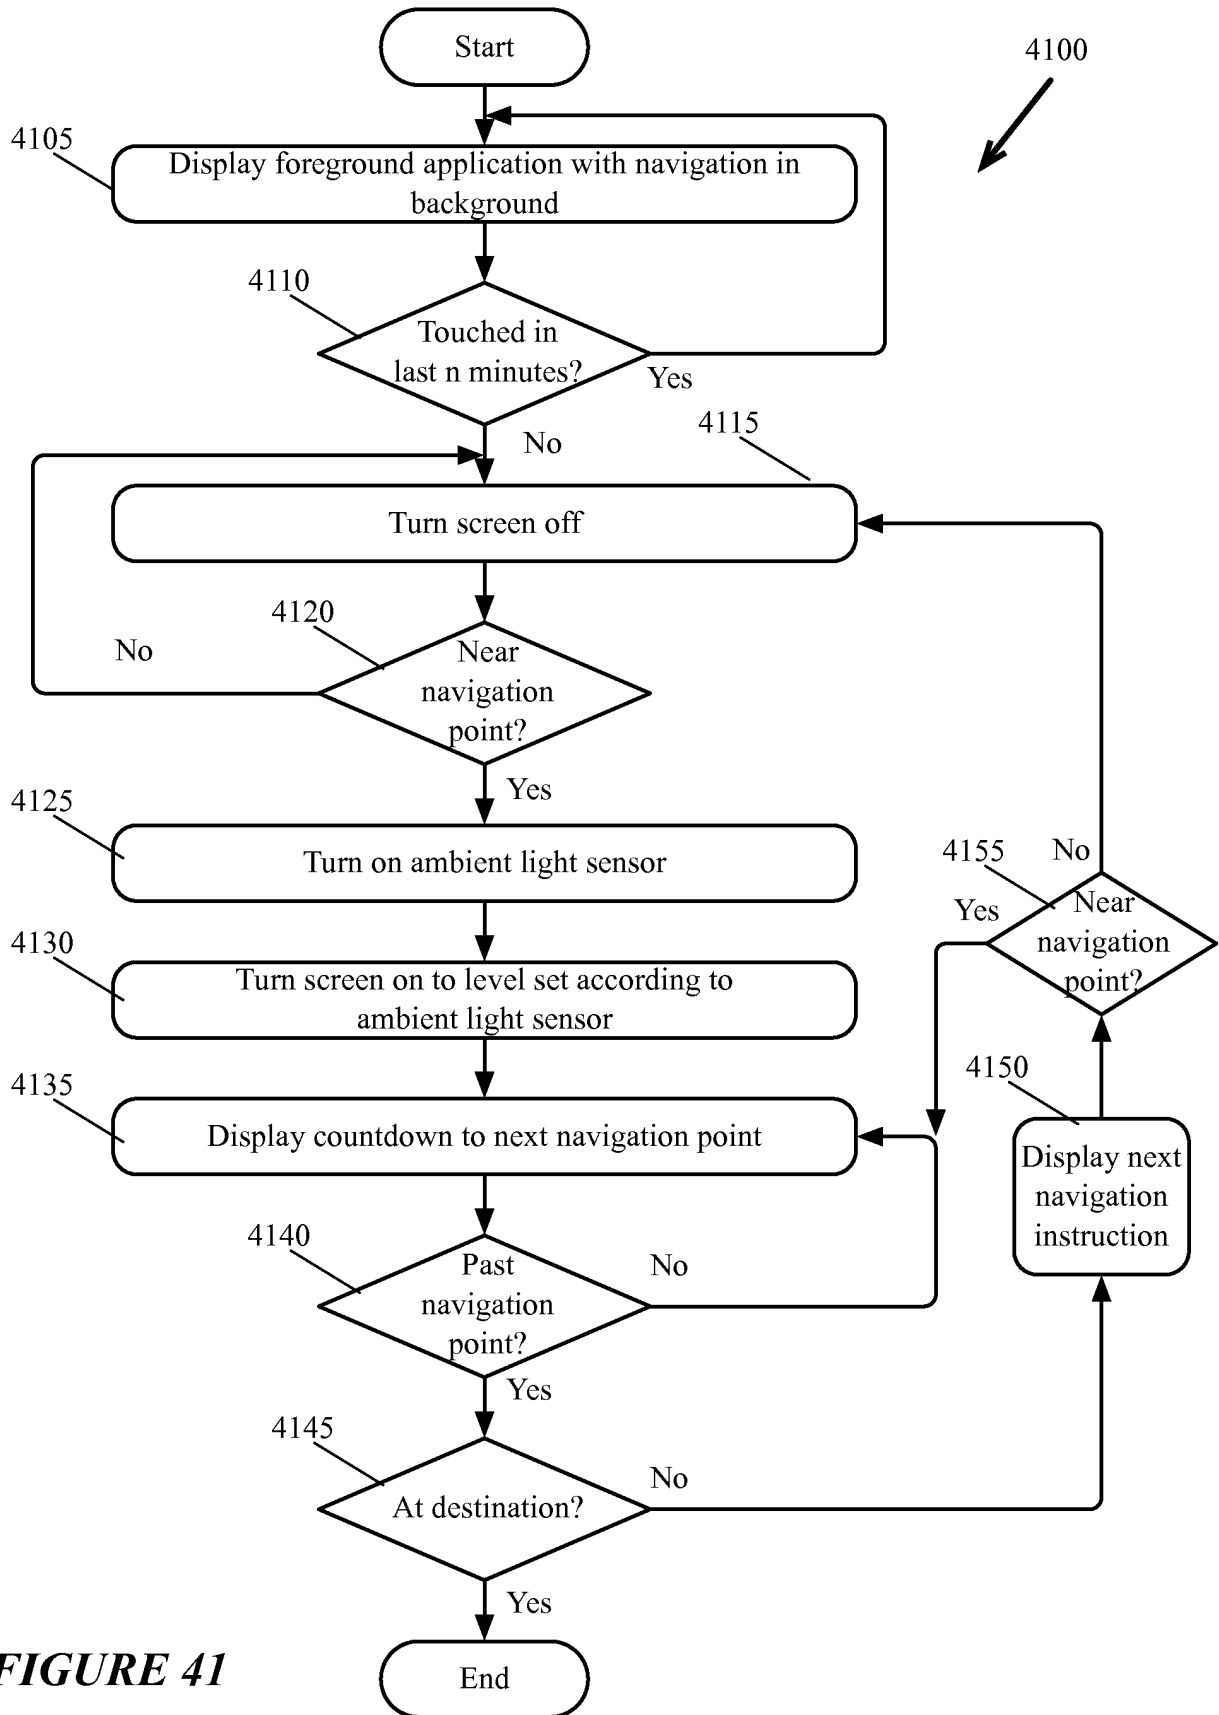 Start
4100
4105
Display foreground application with navigation in
background
4110
Touched in
last n minutes?
Yes
No
4115
Turn screen off
4120
No
Near
navigation
point?
Yes
4125
Turn on ambient light sensor
4155
No
Yes
Near
navigation
point?
4130
Turn screen on to level set according to
ambient light sensor
4135
Display countdown to next navigation point
4150
Display next
navigation
instruction
4140
Past
navigation
point?
No
Yes
4145
At destination?
No
Yes
End
FIGURE 41